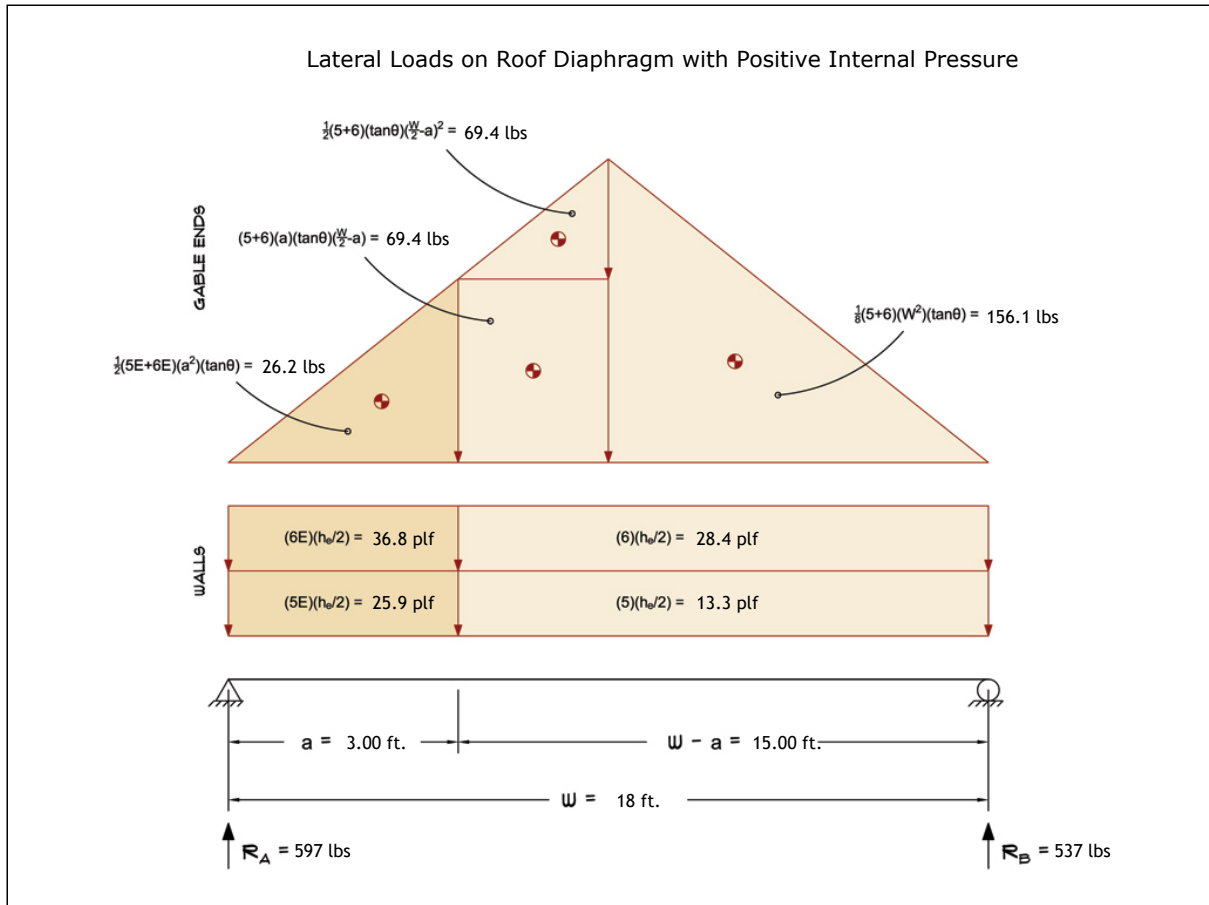 Lateral Loads on Roof Diaphragm with Positive Internal Pressure
½(5+6)(tanθ)(W/2-a)² = 69.4 lbs
GABLE ENDS
(5+6)(a)(tanθ)(W/2-a) = 69.4 lbs
⅛(5+6)(W²)(tanθ) = 156.1 lbs
½(5E+6E)(a²)(tanθ) = 26.2 lbs
WALLS
(6E)(hₑ/2) = 36.8 plf (6)(hₑ/2) = 28.4 plf
(5E)(hₑ/2) = 25.9 plf (5)(hₑ/2) = 13.3 plf
a = 3.00 ft. W - a = 15.00 ft.
W = 18 ft.
R_A = 597 lbs R_B = 537 lbs